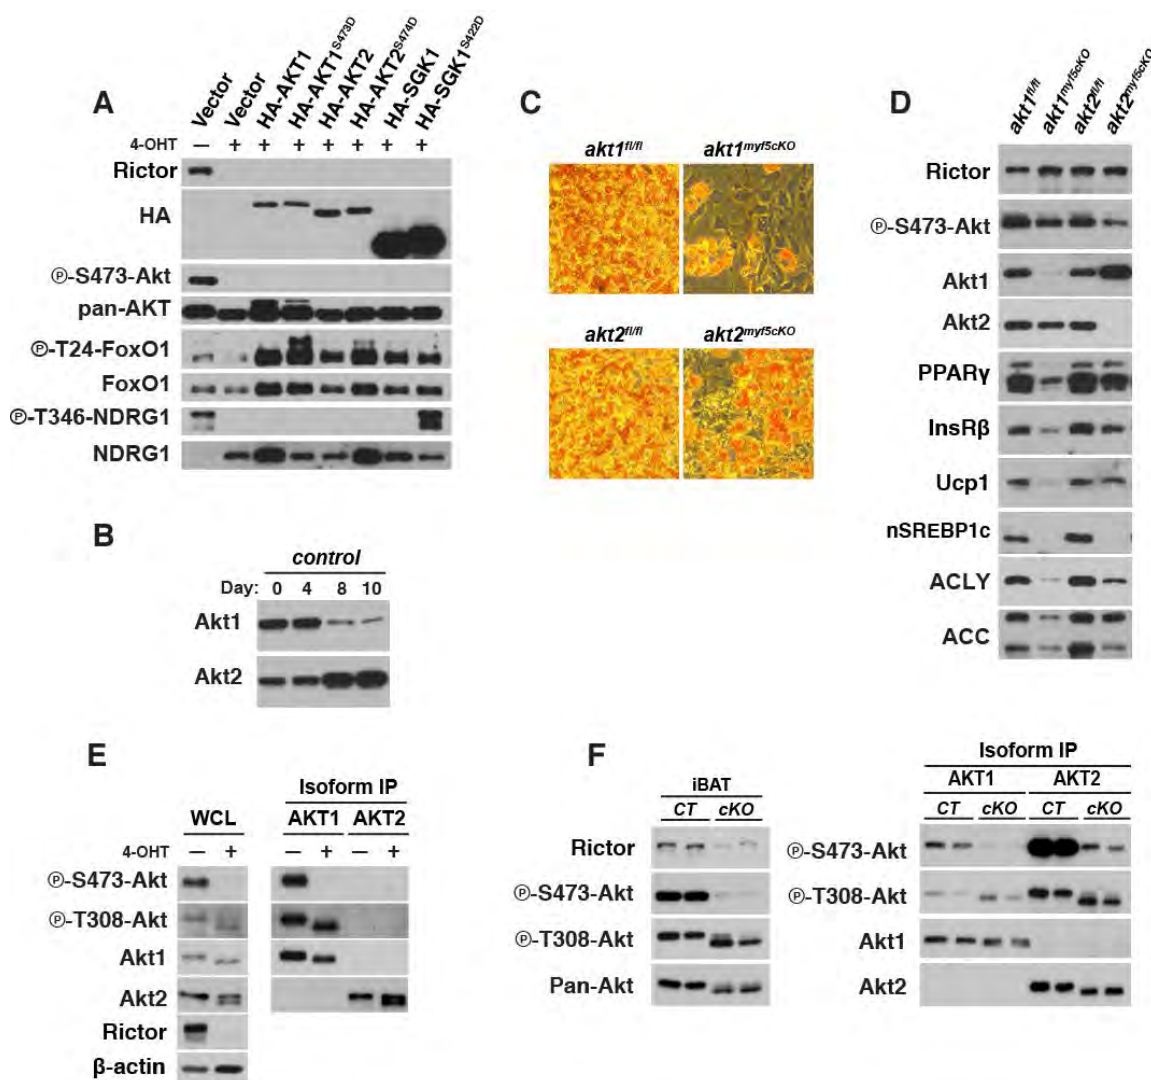 A
Vector
Vector
HA-AKT1
HA-AKT1S473D
HA-AKT2
HA-AKT2S474D
HA-SGK1
HA-SGK1S422D
4-OHT − + + + + + + +
Rictor
HA
Ⓟ-S473-Akt
pan-AKT
Ⓟ-T24-FoxO1
FoxO1
Ⓟ-T346-NDRG1
NDRG1
B
control
Day: 0 4 8 10
Akt1
Akt2
C
akt1fl/fl akt1myf5cKO
akt2fl/fl akt2myf5cKO
D
akt1fl/fl
akt1myf5cKO
akt2fl/fl
akt2myf5cKO
Rictor
Ⓟ-S473-Akt
Akt1
Akt2
PPARγ
InsRβ
Ucp1
nSREBP1c
ACLY
ACC
E
Isoform IP
WCL AKT1 AKT2
4-OHT − + − + − +
Ⓟ-S473-Akt
Ⓟ-T308-Akt
Akt1
Akt2
Rictor
β-actin
F
iBAT
CT cKO
Rictor
Ⓟ-S473-Akt
Ⓟ-T308-Akt
Pan-Akt
Isoform IP
AKT1 AKT2
CT cKO CT cKO
Ⓟ-S473-Akt
Ⓟ-T308-Akt
Akt1
Akt2